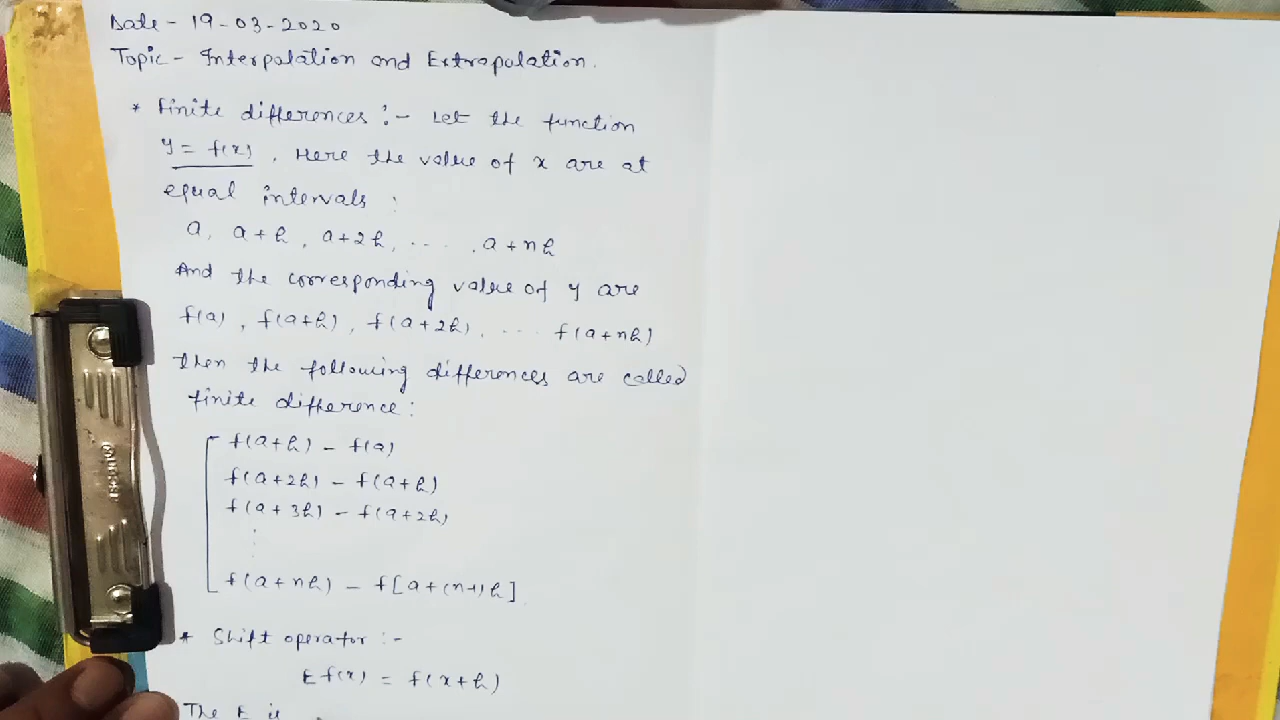 Date - 19-03-2020
Topic - Interpolation and Extrapolation.
* Finite differences :- Let the function
y = f(x) . Here the value of x are at
equal intervals :
a, a+h, a+2h, ..... , a+nh
And the corresponding value of y are
f(a), f(a+h), f(a+2h), ... f(a+nh)
then the following differences are called
finite difference :
f(a+h) - f(a)
f(a+2h) - f(a+h)
f(a+3h) - f(a+2h)
⋮
f(a+nh) - f[a+(n-1)h]
* Shift operator :-
E f(x) = f(x+h)
The E is